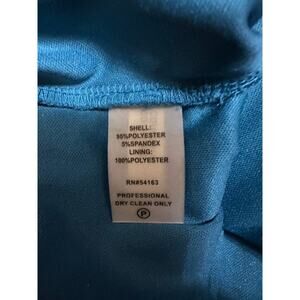 SHELL:
95%POLYESTER
5%SPANDEX
LINING:
100%POLYESTER
RN#54163
PROFESSIONAL
DRY CLEAN ONLY
P